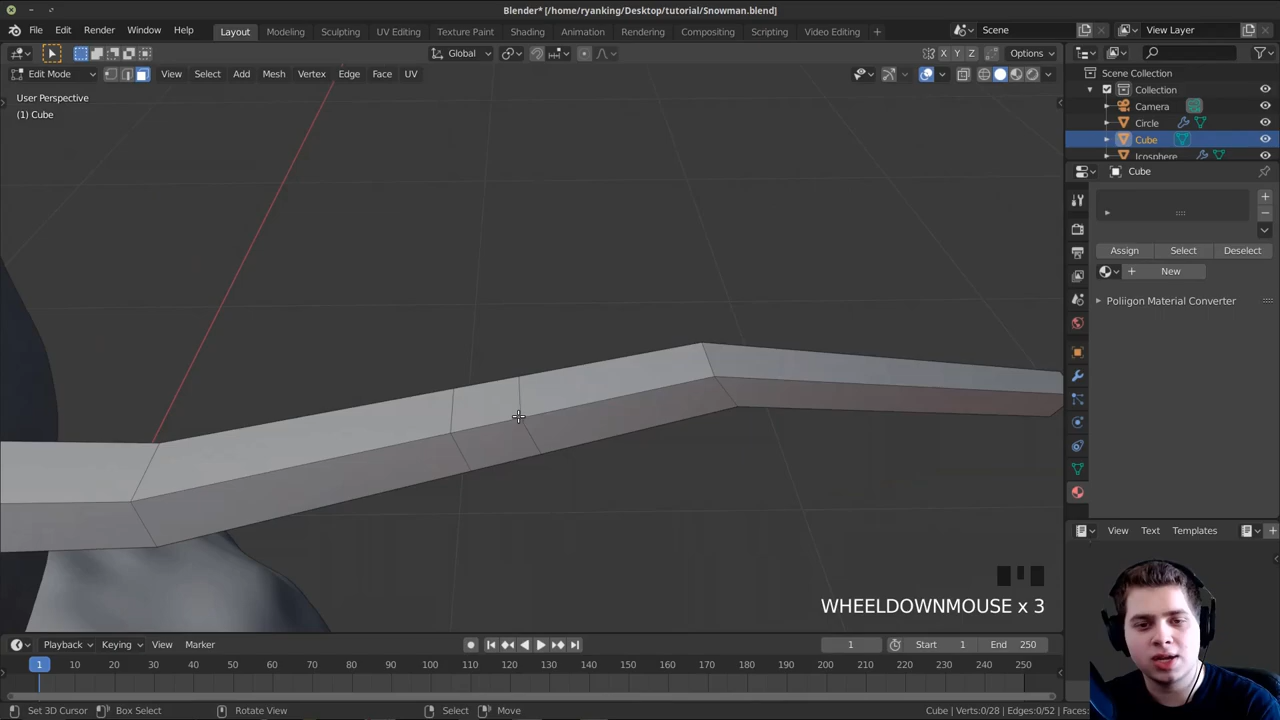 Blender* [/home/ryanking/Desktop/tutorial/Snowman.blend]
File Edit Render Window Help Layout Modeling Sculpting UV Editing Texture Paint Shading Animation Rendering Compositing Scripting Video Editing + Scene View Layer
Global X Y Z Options
Edit Mode View Select Add Mesh Vertex Edge Face UV
User Perspective
(1) Cube
Scene Collection
Collection
Camera
Circle
Cube
Icosphere
Cube
Assign Select Deselect
New
Poliigon Material Converter
View Text Templates
WHEELDOWNMOUSE x 3
Playback Keying View Marker 1 Start 1 End 250
1 10 20 30 40 50 60 70 80 90 100 110 120 130 140 150 160 170 180 190 200 210 220 230 240 250
Set 3D Cursor Box Select Rotate View Select Move Cube | Verts:0/28 | Edges:0/52 | Faces: